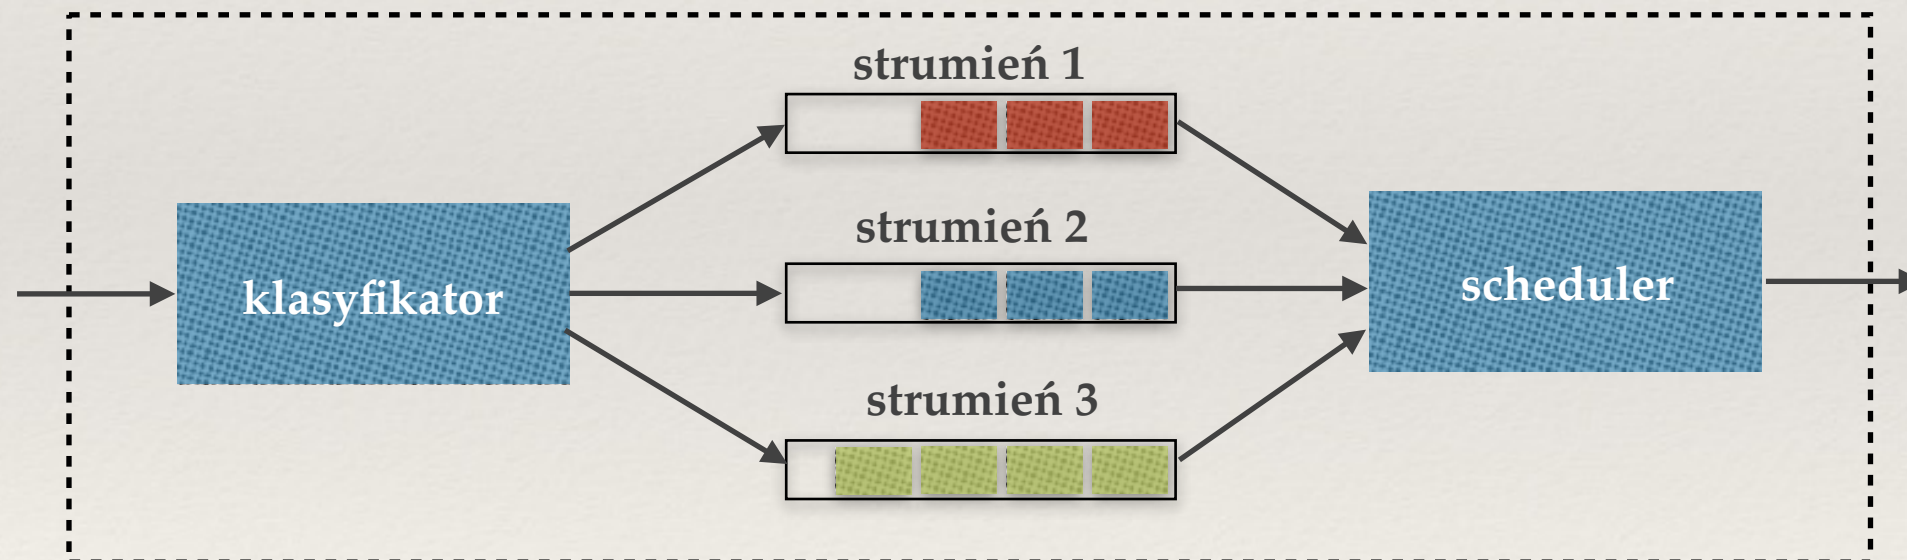 strumień 1
strumień 2
klasyfikator
scheduler
strumień 3